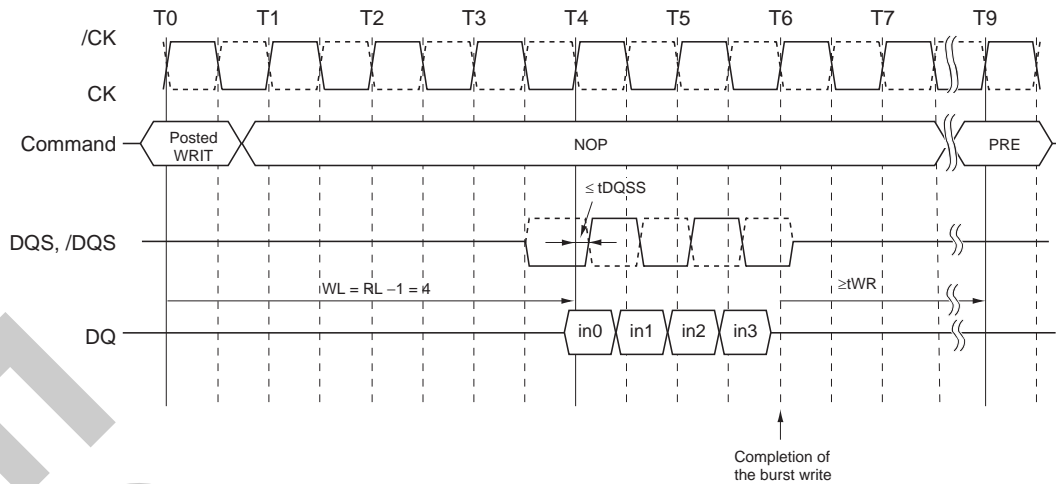 T0 T1 T2 T3 T4 T5 T6 T7 T9
/CK
CK
Command
Posted
WRIT
NOP
PRE
≤ tDQSS
DQS, /DQS
WL = RL −1 = 4
≥tWR
DQ
in0 in1 in2 in3
Completion of
the burst write